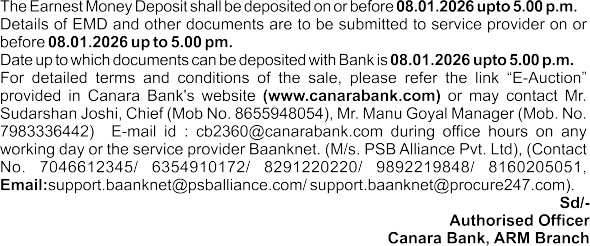 The Earnest Money Deposit shall be deposited on or before 08.01.2026 upto 5.00 p.m.
Details of EMD and other documents are to be submitted to service provider on or
before 08.01.2026 up to 5.00 pm.
Date up to which documents can be deposited with Bank is 08.01.2026 upto 5.00 p.m.
For detailed terms and conditions of the sale, please refer the link “E-Auction”
provided in Canara Bank's website (www.canarabank.com) or may contact Mr.
Sudarshan Joshi, Chief (Mob No. 8655948054), Mr. Manu Goyal Manager (Mob. No.
7983336442) E-mail id : cb2360@canarabank.com during office hours on any
working day or the service provider Baanknet. (M/s. PSB Alliance Pvt. Ltd), (Contact
No. 7046612345/ 6354910172/ 8291220220/ 9892219848/ 8160205051,
Email:support.baanknet@psballiance.com/ support.baanknet@procure247.com).
Sd/-
Authorised Officer
Canara Bank, ARM Branch